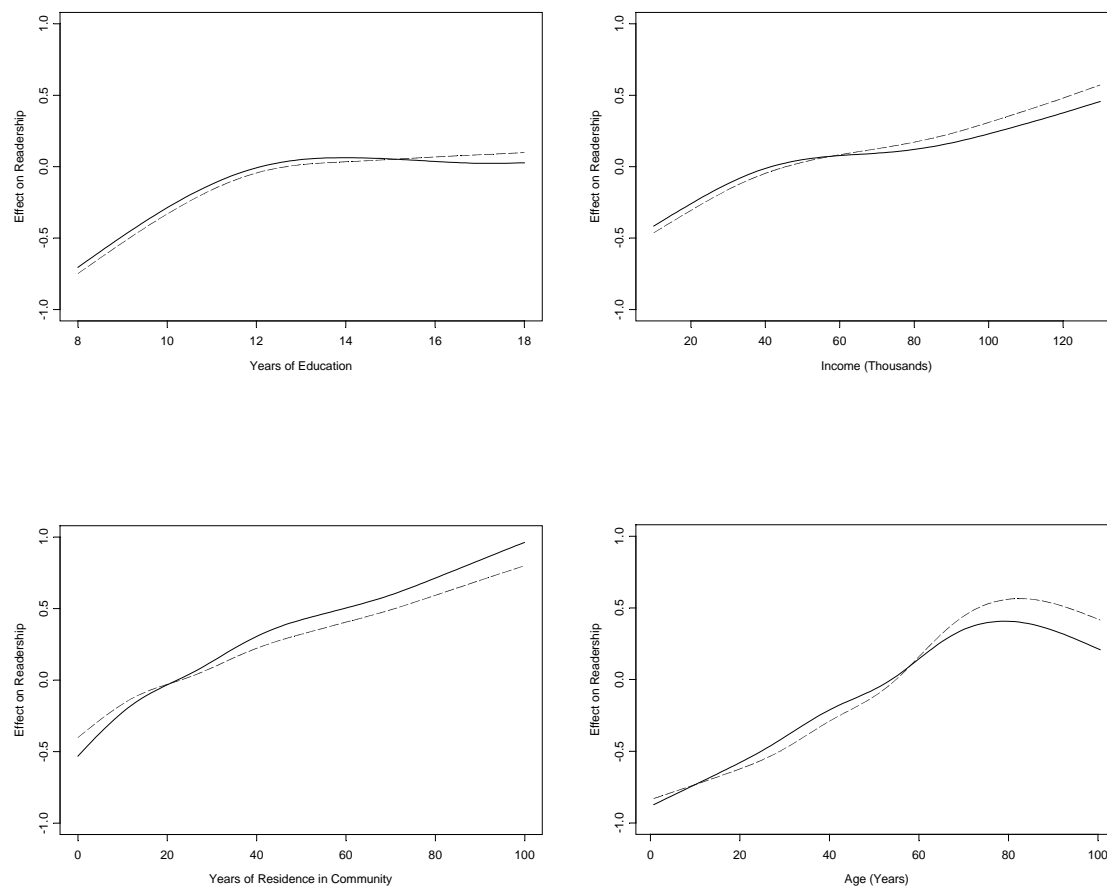 1.0
0.5
0.0
-0.5
-1.0
Effect on Readership
8 10 12 14 16 18
Years of Education
1.0
0.5
0.0
-0.5
-1.0
Effect on Readership
20 40 60 80 100 120
Income (Thousands)
1.0
0.5
0.0
-0.5
-1.0
Effect on Readership
0 20 40 60 80 100
Years of Residence in Community
1.0
0.5
0.0
-0.5
-1.0
Effect on Readership
0 20 40 60 80 100
Age (Years)